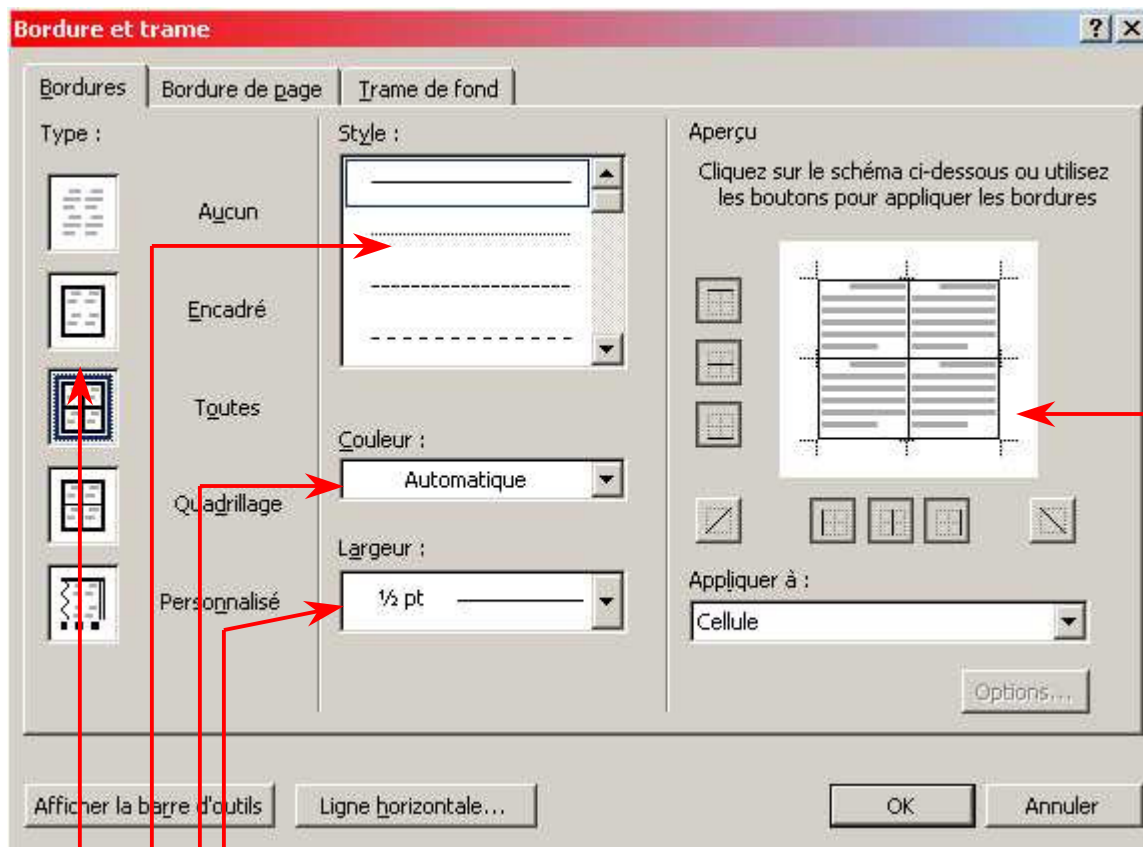 Bordure et trame
Bordures
Bordure de page
Trame de fond
Type :
Aucun
Encadré
Toutes
Quadrillage
Personnalisé
Style :
Couleur :
Automatique
Largeur :
½ pt
Aperçu
Cliquez sur le schéma ci-dessous ou utilisez
les boutons pour appliquer les bordures
Appliquer à :
Cellule
Options...
Afficher la barre d'outils
Ligne horizontale...
OK
Annuler